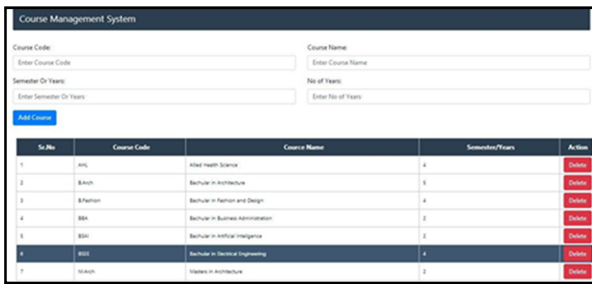 Course Management System
Course Code: Course Name:
Enter Course Code Enter Course Name
Semester Or Years: No of Years:
Enter Semester Or Years Enter No of Years
Add Course
Sr.No Course Code Cource Name Semester/Years Action
1 AHL Allied Health Science 4 Delete
2 B.Arch Bachular in Architecture 5 Delete
3 B.Fashion Bachular in Fashion and Design 4 Delete
4 BBA Bachular in Business Administration 2 Delete
5 BSAI Bachular in Artificial Inteligance 2 Delete
6 BSEE Bachular in Electrical Engineering 4 Delete
7 M.Arch Masters in Architecture 2 Delete